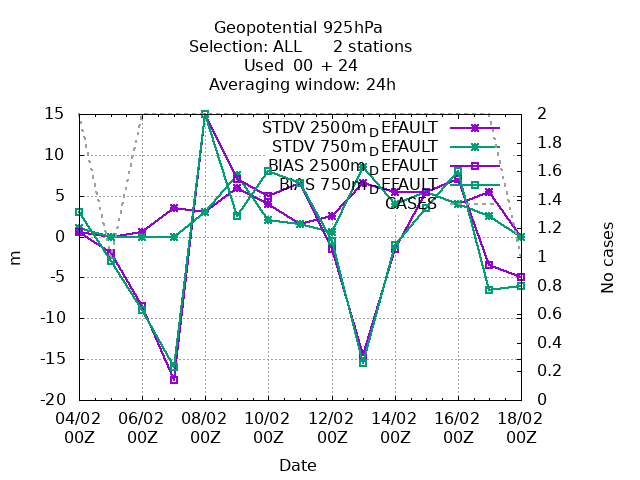 Geopotential 925hPa
Selection: ALL 2 stations
Used 00 + 24
Averaging window: 24h
STDV 2500m_DEFAULT
STDV 750m_DEFAULT
BIAS 2500m_DEFAULT
BIAS 750m_DEFAULT
CASES
15
10
5
0
-5
-10
-15
-20
m
2
1.8
1.6
1.4
1.2
1
0.8
0.6
0.4
0.2
0
No cases
04/02 06/02 08/02 10/02 12/02 14/02 16/02 18/02
00Z 00Z 00Z 00Z 00Z 00Z 00Z 00Z
Date